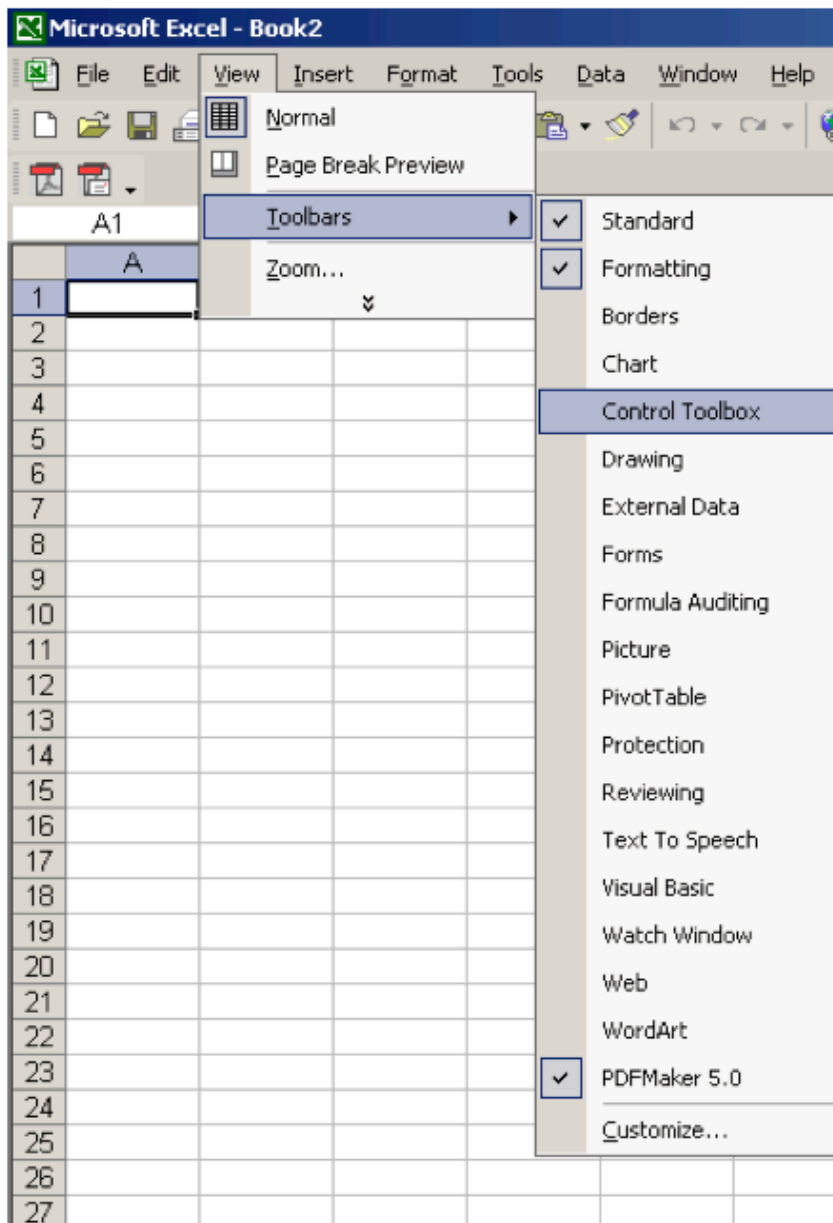 Microsoft Excel - Book2
File Edit View Insert Format Tools Data Window Help
Normal
Page Break Preview
Toolbars
Zoom...
A1
A
Standard
Formatting
Borders
Chart
Control Toolbox
Drawing
External Data
Forms
Formula Auditing
Picture
PivotTable
Protection
Reviewing
Text To Speech
Visual Basic
Watch Window
Web
WordArt
PDFMaker 5.0
Customize...
1
2
3
4
5
6
7
8
9
10
11
12
13
14
15
16
17
18
19
20
21
22
23
24
25
26
27